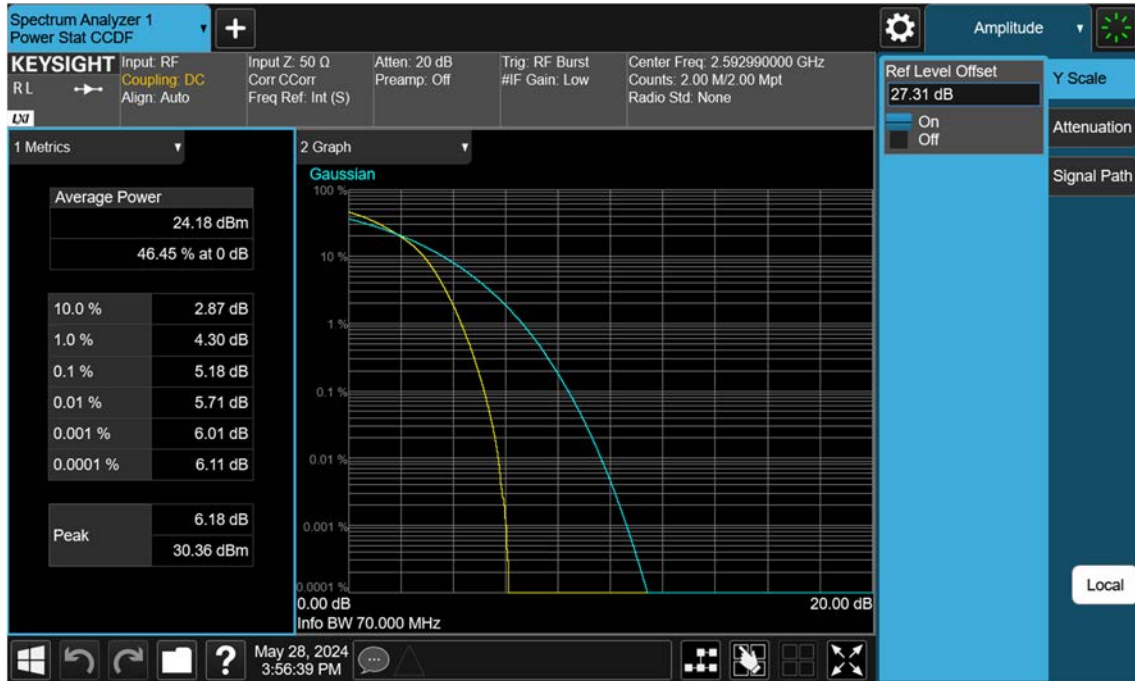 Spectrum Analyzer 1
Power Stat CCDF
+
Amplitude
KEYSIGHT
Input: RF
Coupling: DC
Align: Auto
Input Z: 50 Ω
Corr CCorr
Freq Ref: Int (S)
Atten: 20 dB
Preamp: Off
Trig: RF Burst
#IF Gain: Low
Center Freq: 2.592990000 GHz
Counts: 2.00 M/2.00 Mpt
Radio Std: None
R L
LXI
Ref Level Offset
27.31 dB
On
Off
Y Scale
Attenuation
Signal Path
1 Metrics
Average Power
24.18 dBm
46.45 % at 0 dB
10.0 % 2.87 dB
1.0 % 4.30 dB
0.1 % 5.18 dB
0.01 % 5.71 dB
0.001 % 6.01 dB
0.0001 % 6.11 dB
Peak
6.18 dB
30.36 dBm
2 Graph
Gaussian
100 %
10 %
1 %
0.1 %
0.01 %
0.001 %
0.0001 %
0.00 dB 20.00 dB
Info BW 70.000 MHz
Local
?
May 28, 2024
3:56:39 PM